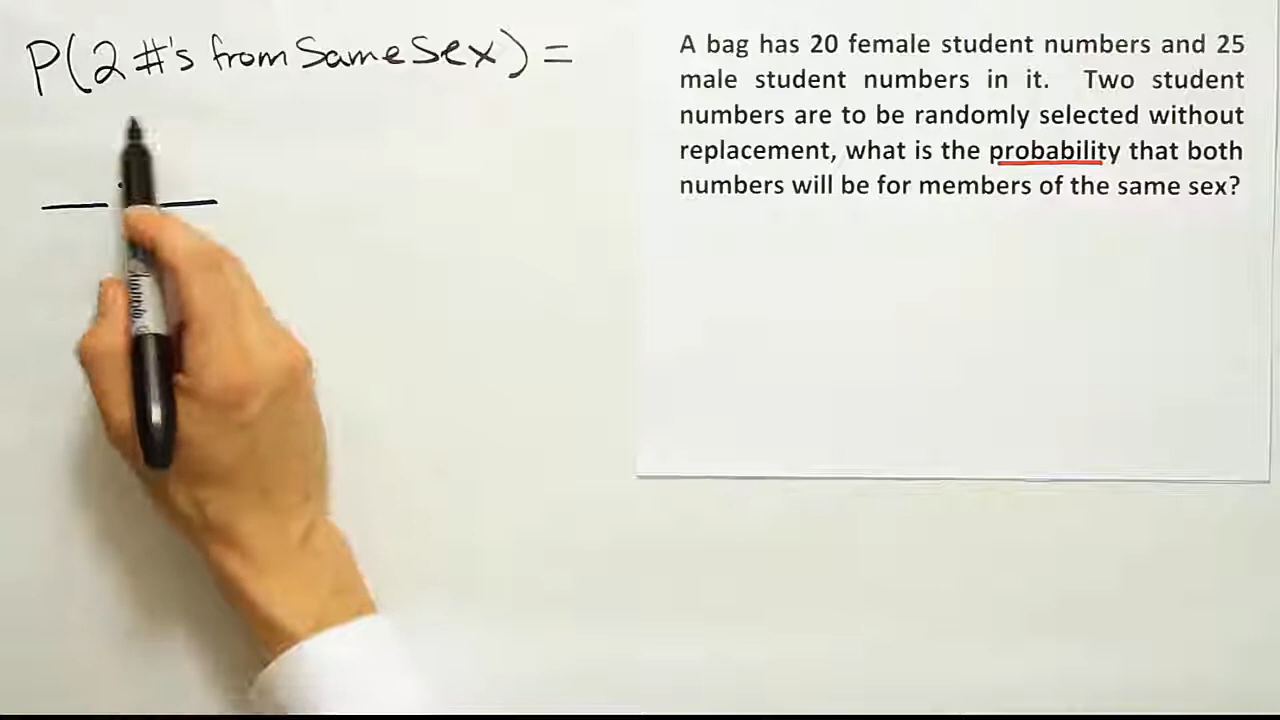 P(2 #'s from Same Sex) =
A bag has 20 female student numbers and 25
male student numbers in it. Two student
numbers are to be randomly selected without
replacement, what is the probability that both
numbers will be for members of the same sex?